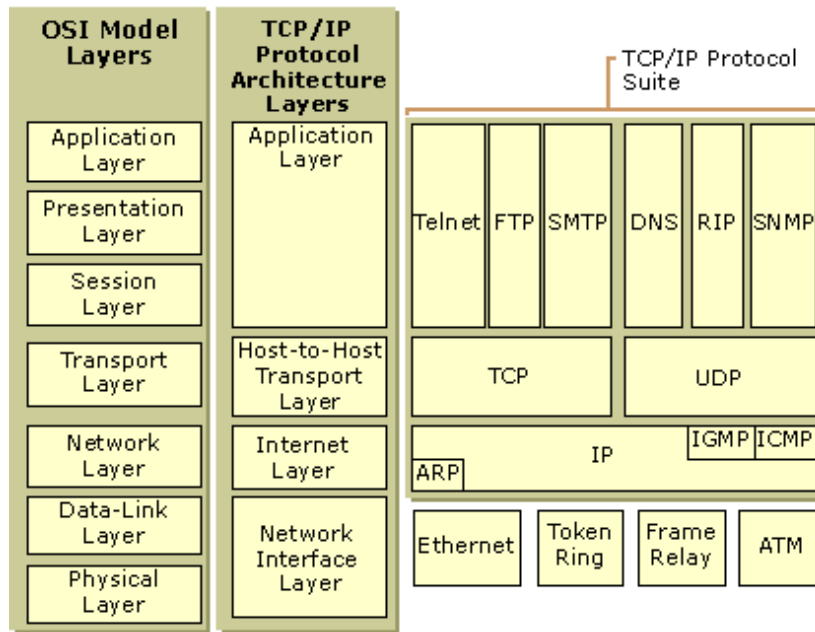 OSI Model
Layers
Application
Layer
Presentation
Layer
Session
Layer
Transport
Layer
Network
Layer
Data-Link
Layer
Physical
Layer
TCP/IP
Protocol
Architecture
Layers
Application
Layer
Host-to-Host
Transport
Layer
Internet
Layer
Network
Interface
Layer
TCP/IP Protocol
Suite
Telnet
FTP
SMTP
DNS
RIP
SNMP
TCP
UDP
IP
IGMP
ICMP
ARP
Ethernet
Token
Ring
Frame
Relay
ATM